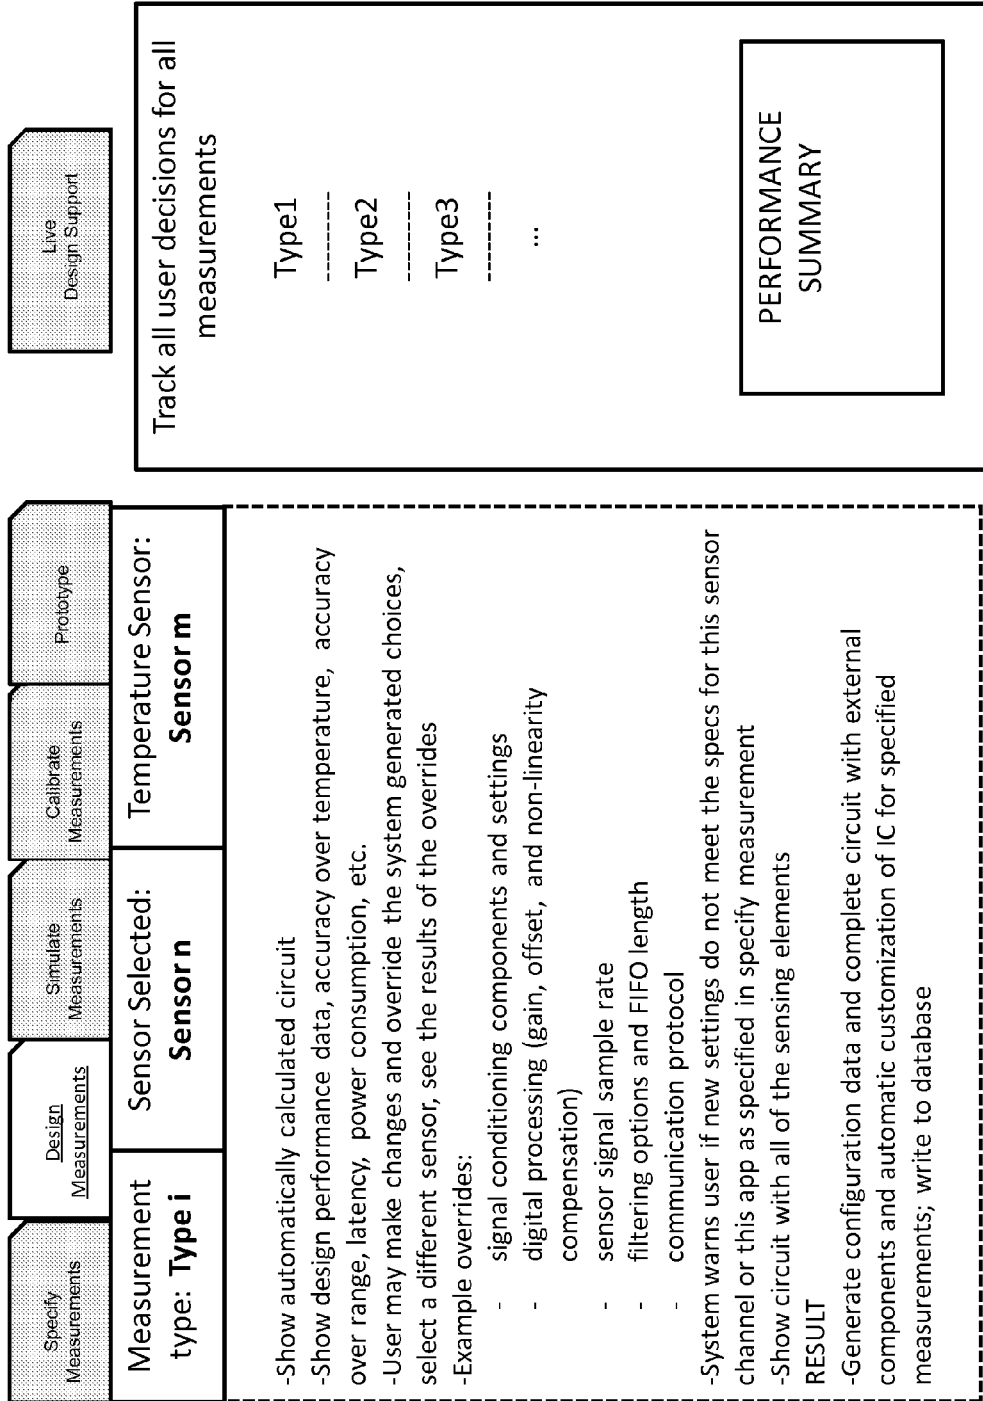 Specify
Measurements
Design
Measurements
Simulate
Measurements
Calibrate
Measurements
Prototype
Live
Design Support
Measurement
type: Type i
Sensor Selected:
Sensor n
Temperature Sensor:
Sensor m
-Show automatically calculated circuit
-Show design performance data, accuracy over temperature, accuracy
over range, latency, power consumption, etc.
-User may make changes and override the system generated choices,
select a different sensor, see the results of the overrides
-Example overrides:
- signal conditioning components and settings
- digital processing (gain, offset, and non-linearity
compensation)
- sensor signal sample rate
- filtering options and FIFO length
- communication protocol
-System warns user if new settings do not meet the specs for this sensor
channel or this app as specified in specify measurement
-Show circuit with all of the sensing elements
RESULT
-Generate configuration data and complete circuit with external
components and automatic customization of IC for specified
measurements; write to database
Track all user decisions for all
measurements
Type1
--------
Type2
--------
Type3
--------
...
PERFORMANCE
SUMMARY